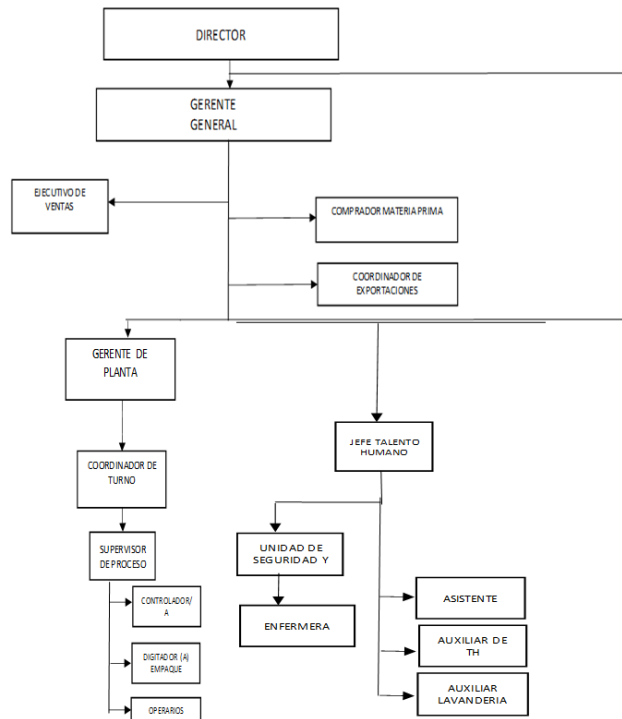 DIRECTOR
GERENTE
GENERAL
EJECUTIVO DE
VENTAS
COMPRADOR MATERIA PRIMA
COORDINADOR DE
EXPORTACIONES
GERENTE DE
PLANTA
JEFE TALENTO
HUMANO
COORDINADOR DE
TURNO
SUPERVISOR
DE PROCESO
UNIDAD DE
SEGURIDAD Y
CONTROLADOR/
A
ASISTENTE
ENFERMERA
DIGITADOR (A)
EMPAQUE
AUXILIAR DE
TH
OPERARIOS
AUXILIAR
LAVANDERIA